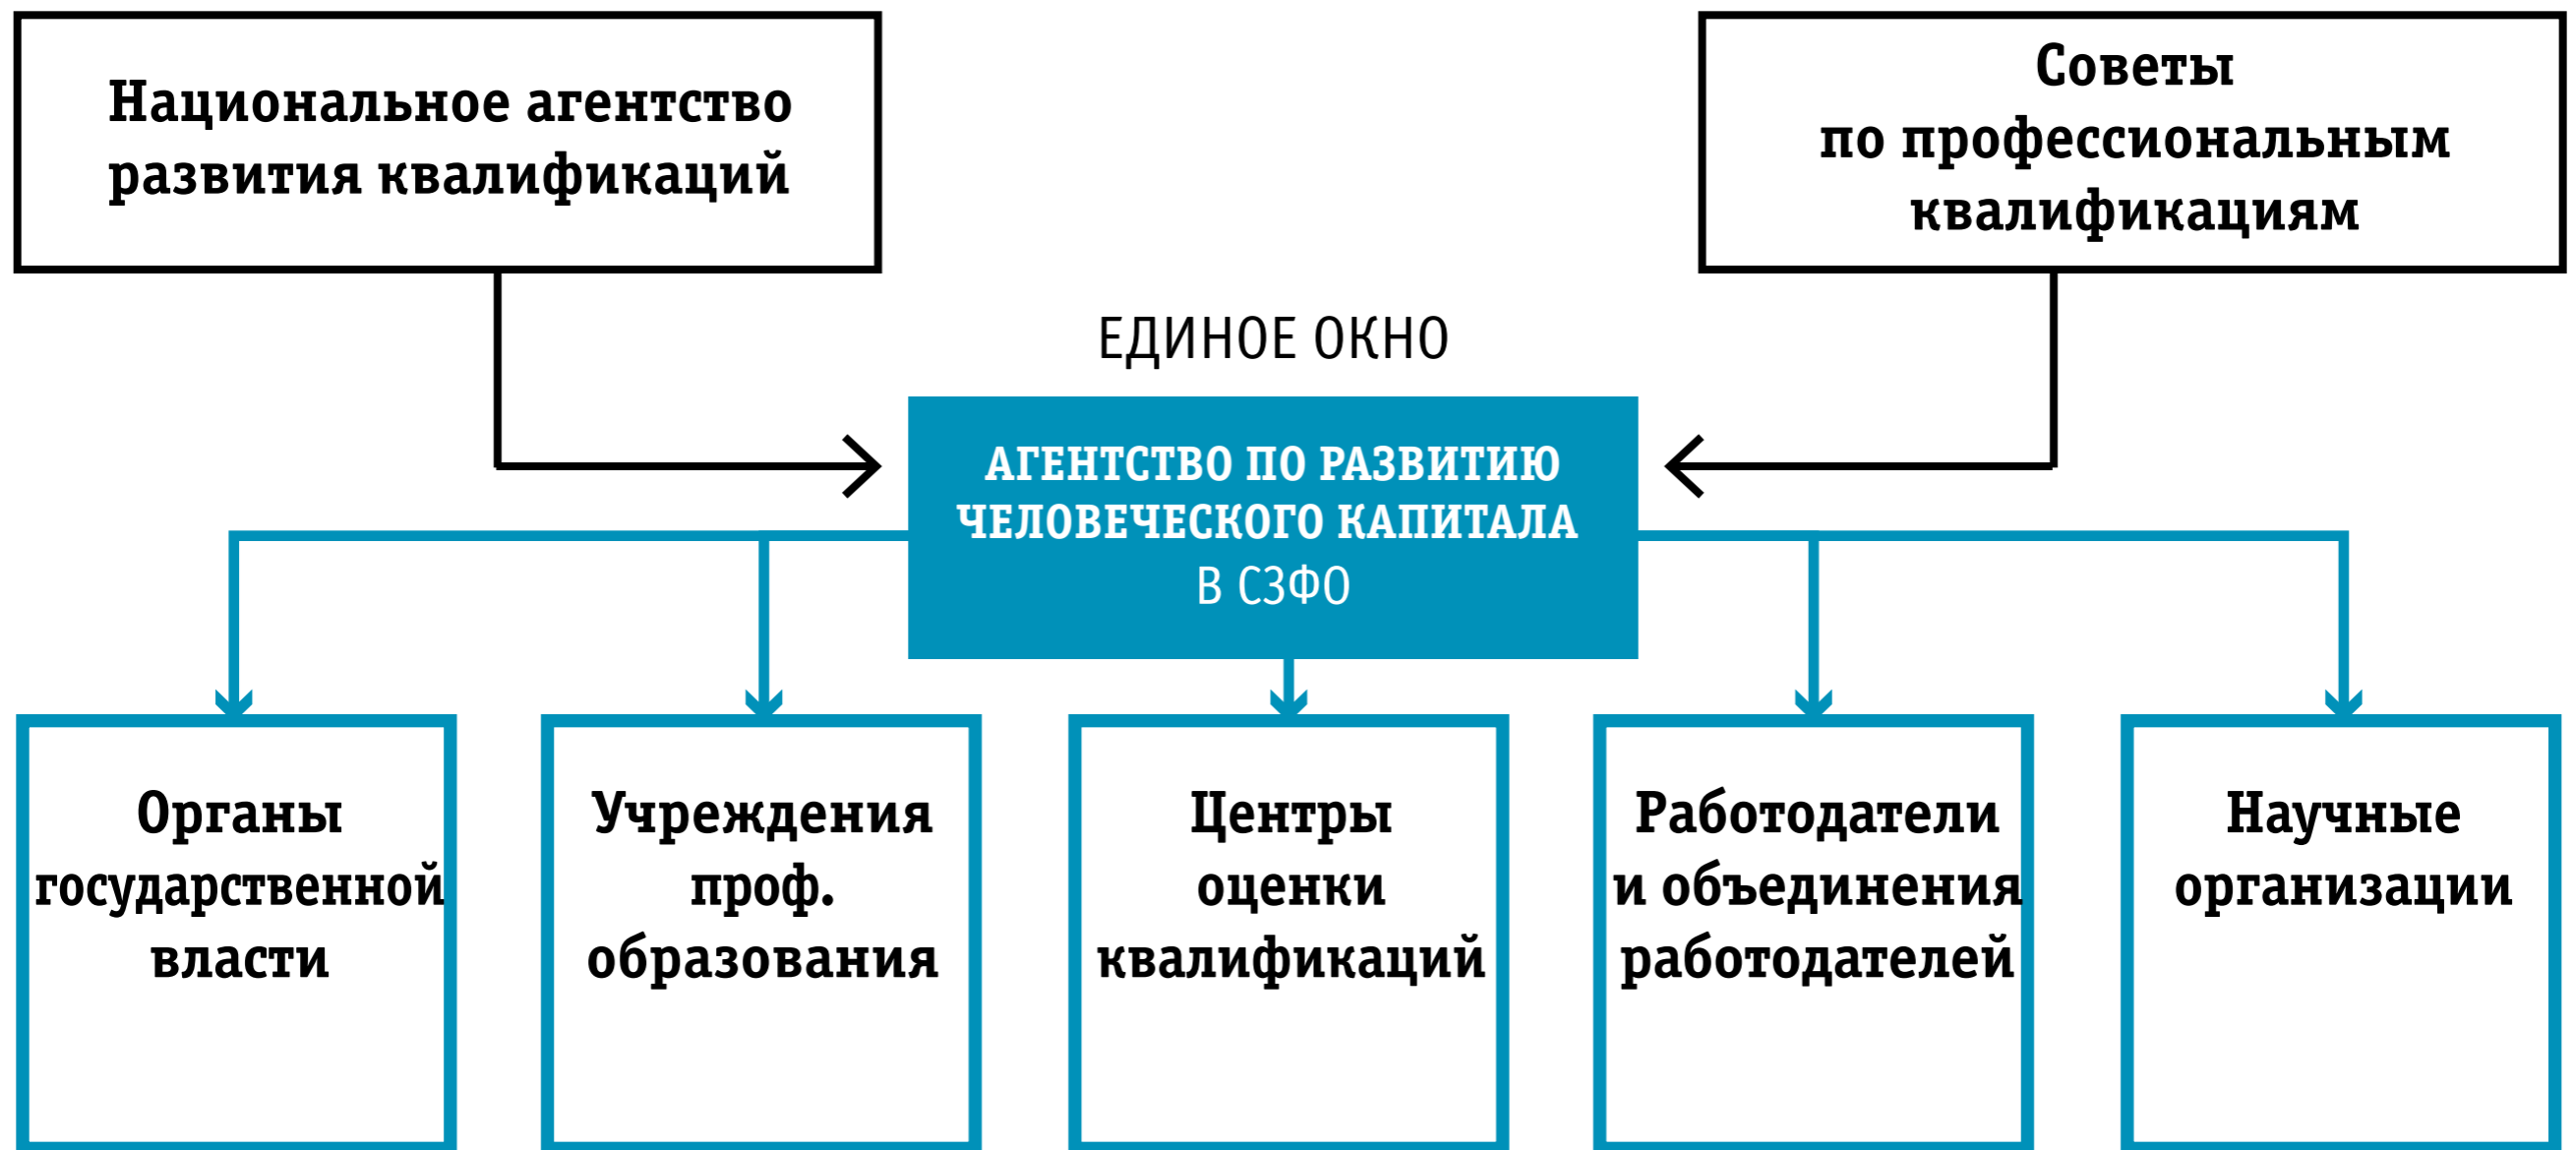 Национальное агентство
развития квалификаций
Советы
по профессиональным
квалификациям
ЕДИНОЕ ОКНО
АГЕНТСТВО ПО РАЗВИТИЮ
ЧЕЛОВЕЧЕСКОГО КАПИТАЛА
В СЗФО
Органы
государственной
власти
Учреждения
проф.
образования
Центры
оценки
квалификаций
Работодатели
и объединения
работодателей
Научные
организации